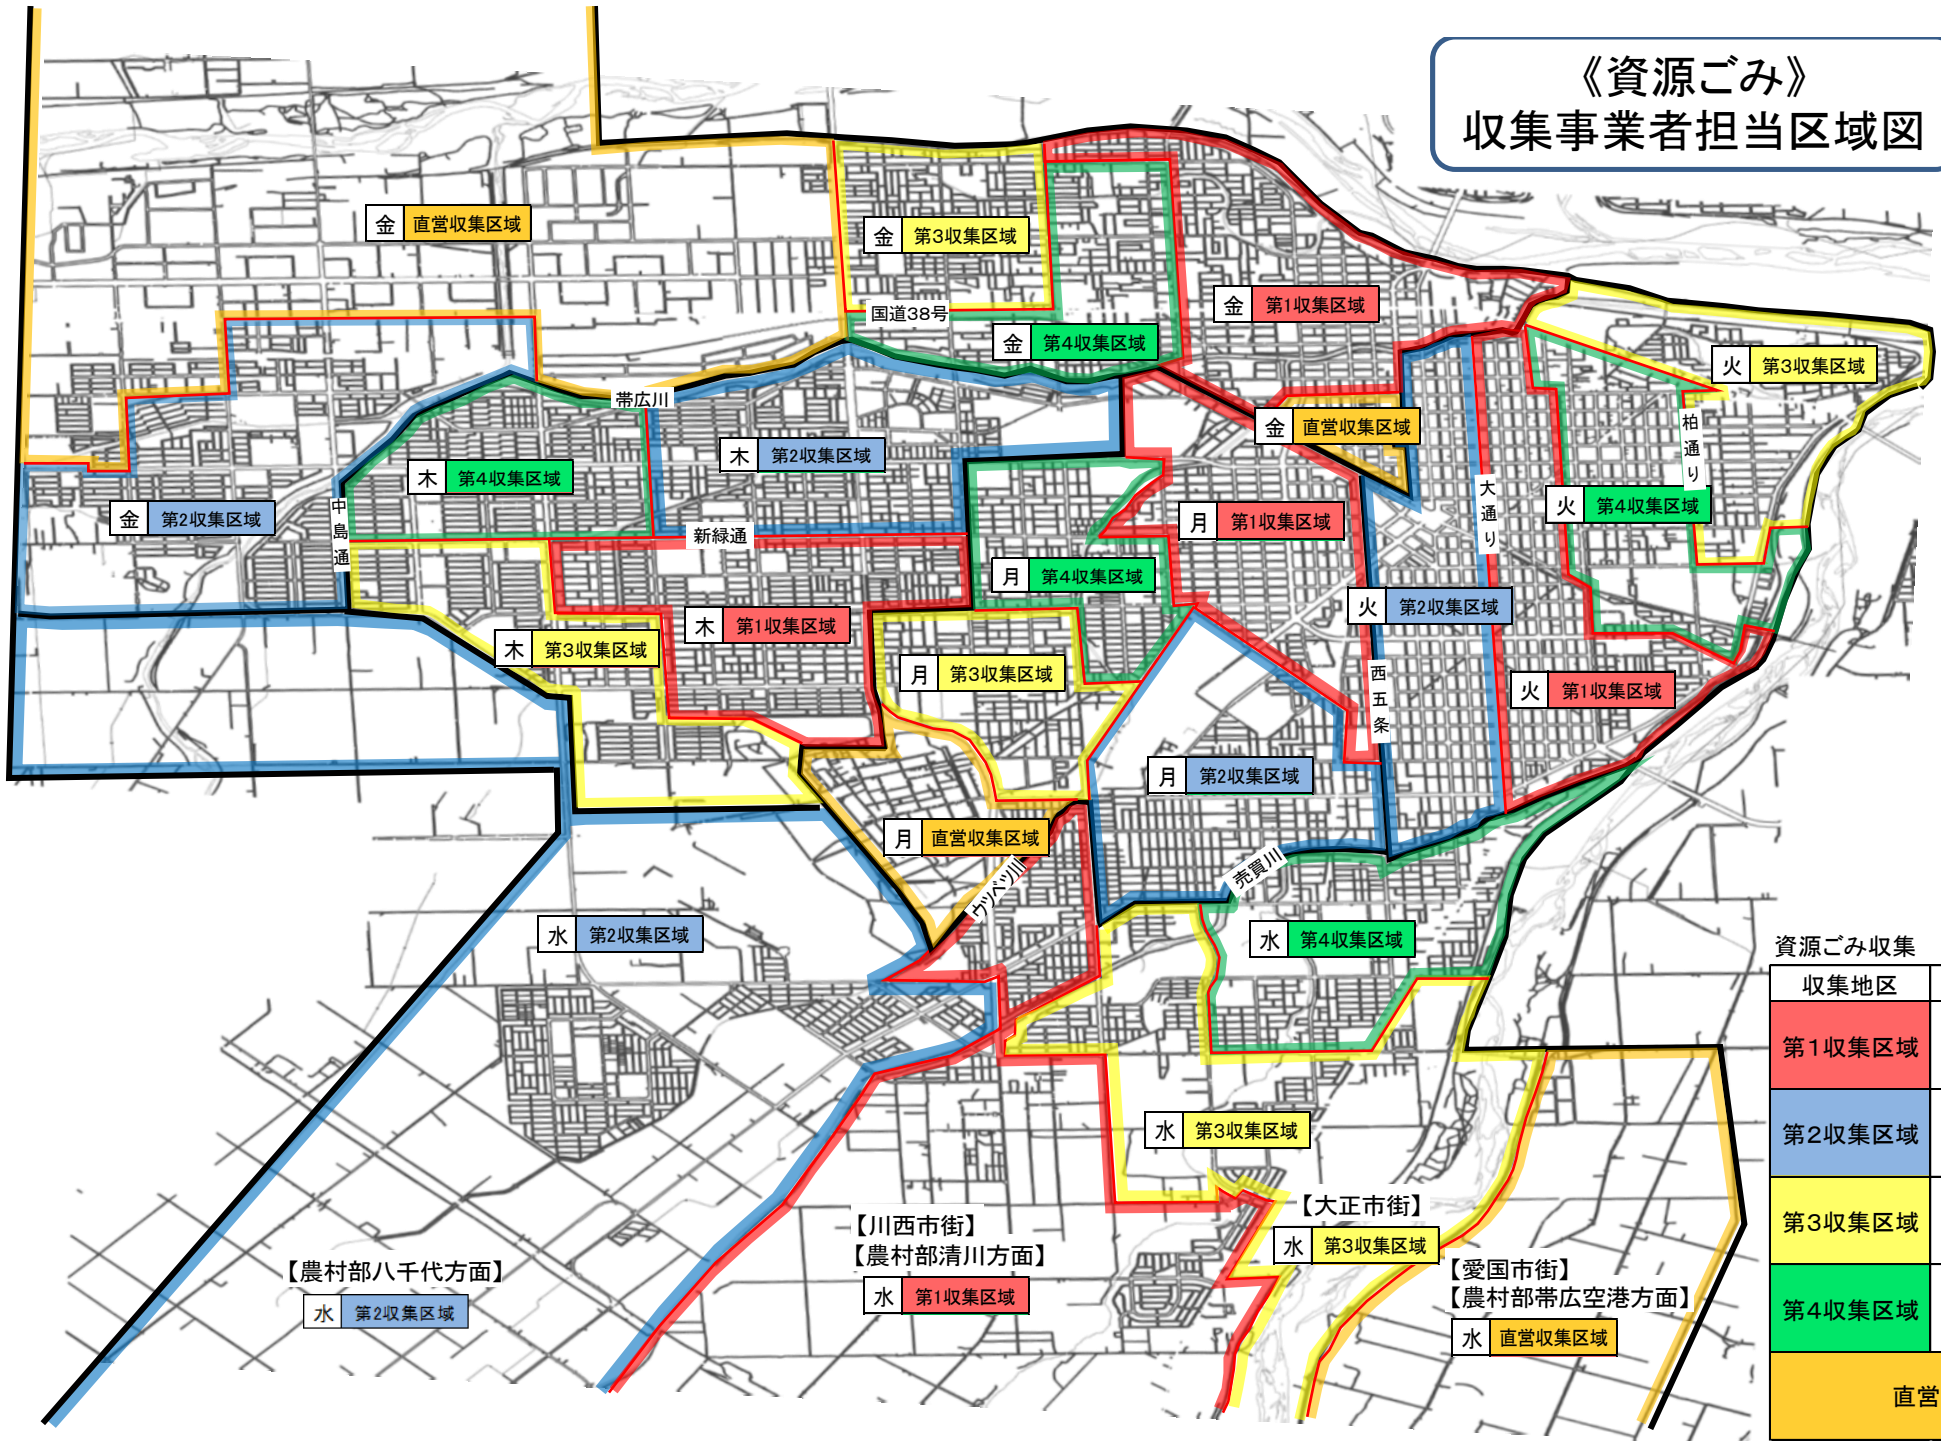 《資源ごみ》
収集事業者担当区域図
金 直営収集区域
金 第3収集区域
国道38号
金 第1収集区域
金 第4収集区域
火 第3収集区域
帯広川
金 直営収集区域
柏通り
木 第2収集区域
木 第4収集区域
中島通
金 第2収集区域
大通り
火 第4収集区域
月 第1収集区域
新緑通
月 第4収集区域
火 第2収集区域
木 第1収集区域
木 第3収集区域
月 第3収集区域
西五条
火 第1収集区域
月 第2収集区域
月 直営収集区域
ウツベツ川
売買川
水 第2収集区域
水 第4収集区域
水 第3収集区域
【大正市街】
水 第3収集区域
【川西市街】
【農村部清川方面】
水 第1収集区域
【農村部八千代方面】
水 第2収集区域
【愛国市街】
【農村部帯広空港方面】
水 直営収集区域
資源ごみ収集
収集地区
第1収集区域
第2収集区域
第3収集区域
第4収集区域
直営